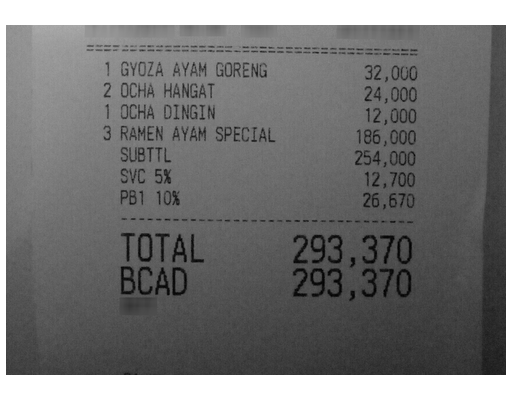 1 GYOZA AYAM GORENG 32,000
2 OCHA HANGAT 24,000
1 OCHA DINGIN 12,000
3 RAMEN AYAM SPECIAL 186,000
SUBTTL 254,000
SVC 5% 12,700
PB1 10% 26,670
TOTAL 293,370
BCAD 293,370